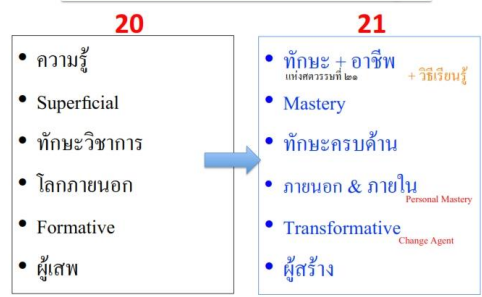 20
ความรู้
Superficial
ทักษะวิชาการ
โลกภายนอก
Formative
ผู้เสพ
21
ทักษะ + อาชีพ
แห่งศตวรรษที่ ๒๑
+ วิธีเรียนรู้
Mastery
ทักษะครบด้าน
ภายนอก & ภายใน
Personal Mastery
Transformative
Change Agent
ผู้สร้าง